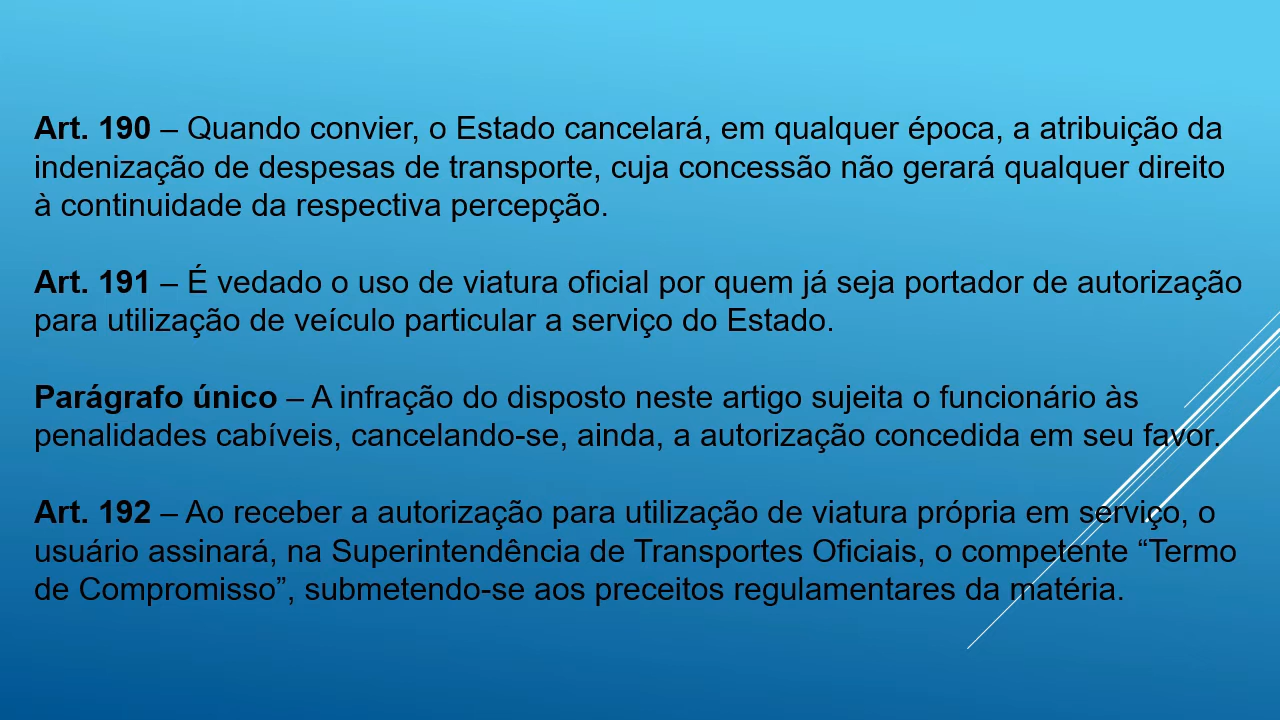 Art. 190 – Quando convier, o Estado cancelará, em qualquer época, a atribuição da
indenização de despesas de transporte, cuja concessão não gerará qualquer direito
à continuidade da respectiva percepção.
Art. 191 – É vedado o uso de viatura oficial por quem já seja portador de autorização
para utilização de veículo particular a serviço do Estado.
Parágrafo único – A infração do disposto neste artigo sujeita o funcionário às
penalidades cabíveis, cancelando-se, ainda, a autorização concedida em seu favor.
Art. 192 – Ao receber a autorização para utilização de viatura própria em serviço, o
usuário assinará, na Superintendência de Transportes Oficiais, o competente “Termo
de Compromisso”, submetendo-se aos preceitos regulamentares da matéria.